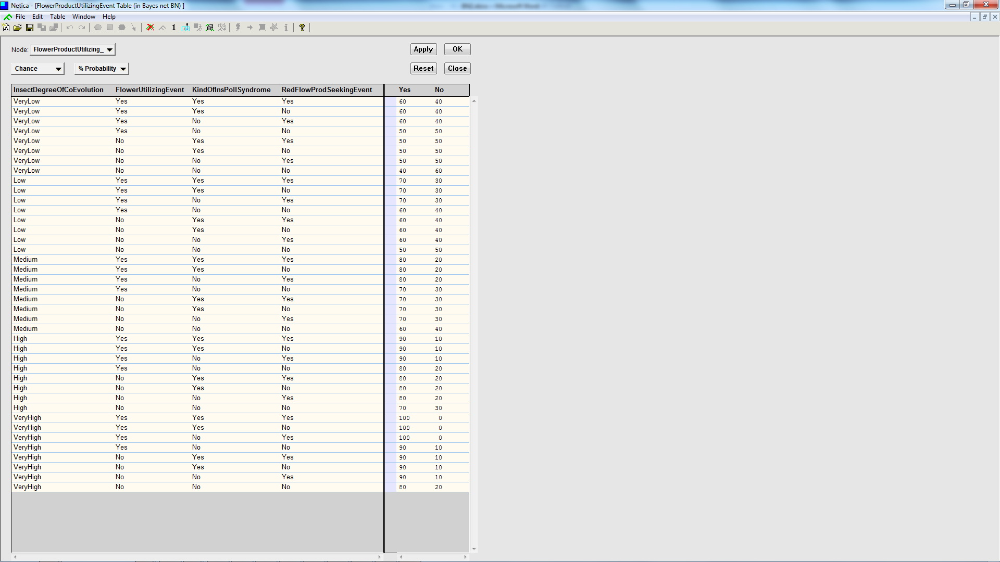 Netica - [FlowerProductUtilizingEvent Table (in Bayes net BN) ]
File Edit Table Window Help
1 ?
Node: FlowerProductUtilizing_ Apply OK
Chance % Probability Reset Close
InsectDegreeOfCoEvolution FlowerUtilizingEvent KindOfInsPollSyndrome RedFlowProdSeekingEvent Yes No
VeryLow Yes Yes Yes 60 40
VeryLow Yes Yes No 60 40
VeryLow Yes No Yes 60 40
VeryLow Yes No No 50 50
VeryLow No Yes Yes 50 50
VeryLow No Yes No 50 50
VeryLow No No Yes 50 50
VeryLow No No No 40 60
Low Yes Yes Yes 70 30
Low Yes Yes No 70 30
Low Yes No Yes 70 30
Low Yes No No 60 40
Low No Yes Yes 60 40
Low No Yes No 60 40
Low No No Yes 60 40
Low No No No 50 50
Medium Yes Yes Yes 80 20
Medium Yes Yes No 80 20
Medium Yes No Yes 80 20
Medium Yes No No 70 30
Medium No Yes Yes 70 30
Medium No Yes No 70 30
Medium No No Yes 70 30
Medium No No No 60 40
High Yes Yes Yes 90 10
High Yes Yes No 90 10
High Yes No Yes 90 10
High Yes No No 80 20
High No Yes Yes 80 20
High No Yes No 80 20
High No No Yes 80 20
High No No No 70 30
VeryHigh Yes Yes Yes 100 0
VeryHigh Yes Yes No 100 0
VeryHigh Yes No Yes 100 0
VeryHigh Yes No No 90 10
VeryHigh No Yes Yes 90 10
VeryHigh No Yes No 90 10
VeryHigh No No Yes 90 10
VeryHigh No No No 80 20